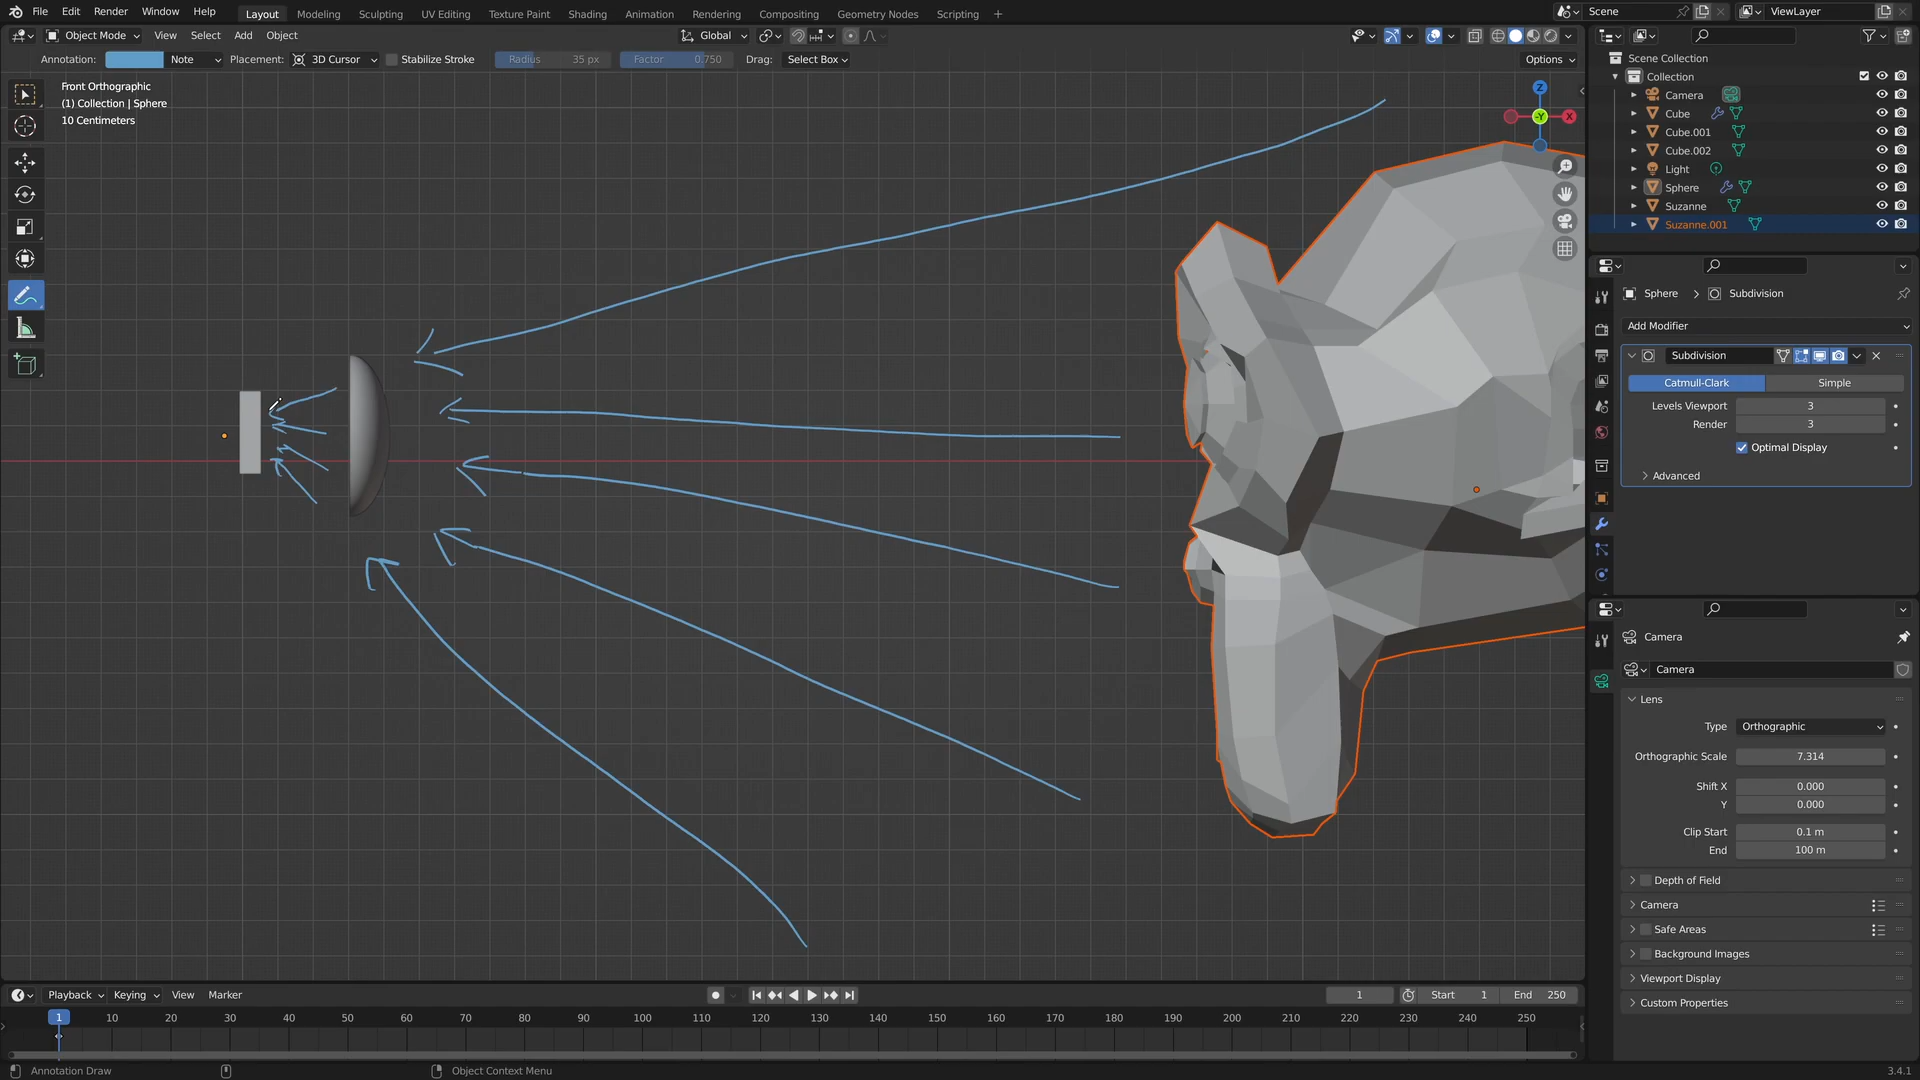 File Edit Render Window Help Layout Modeling Sculpting UV Editing Texture Paint Shading Animation Rendering Compositing Geometry Nodes Scripting + Scene ViewLayer
Object Mode View Select Add Object Global
Annotation: Note Placement: 3D Cursor Stabilize Stroke Radius 35 px Factor 0.750 Drag: Select Box Options
Front Orthographic
(1) Collection | Sphere
10 Centimeters
Z
-Y
X
Scene Collection
Collection
Camera
Cube
Cube.001
Cube.002
Light
Sphere
Suzanne
Suzanne.001
Sphere > Subdivision
Add Modifier
Subdivision
Catmull-Clark Simple
Levels Viewport 3
Render 3
Optimal Display
Advanced
Camera
Camera
Lens
Type Orthographic
Orthographic Scale 7.314
Shift X 0.000
Y 0.000
Clip Start 0.1 m
End 100 m
Depth of Field
Camera
Safe Areas
Background Images
Viewport Display
Custom Properties
Playback Keying View Marker 1 Start 1 End 250
1 10 20 30 40 50 60 70 80 90 100 110 120 130 140 150 160 170 180 190 200 210 220 230 240 250
Annotation Draw Object Context Menu 3.4.1